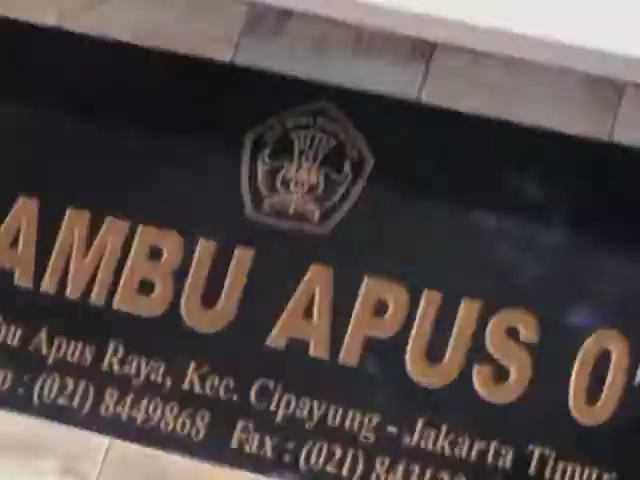 AMBU APUS 0
bu Apus Raya, Kec. Cipayung - Jakarta Timur
p : (021) 8449868 Fax : (021)